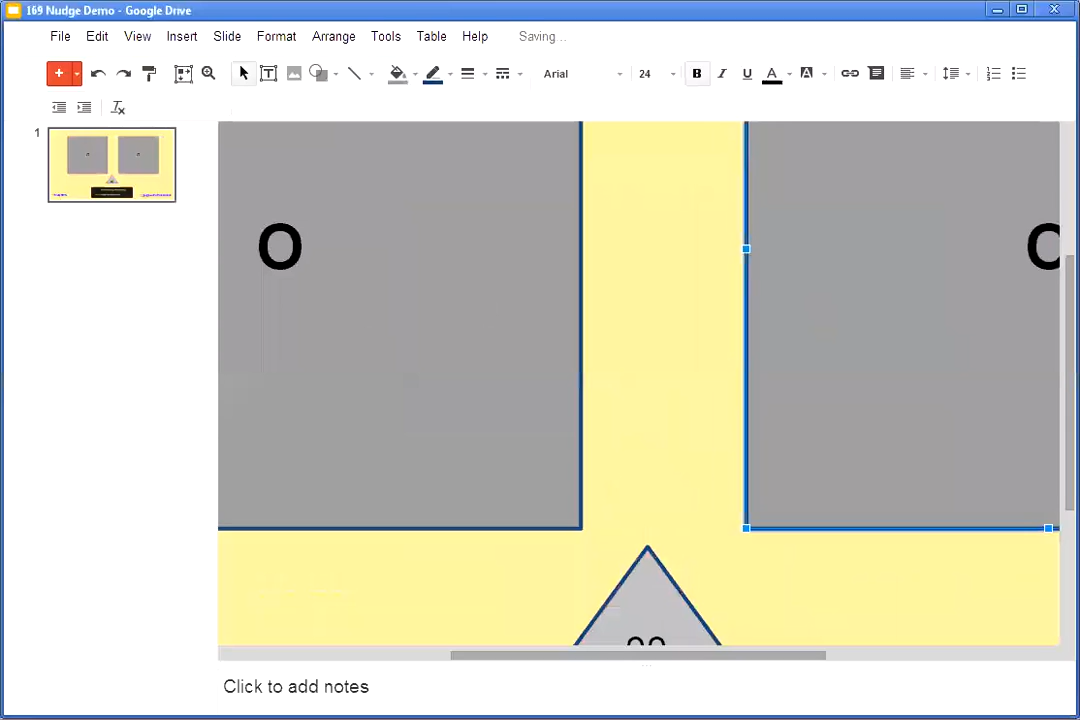 169 Nudge Demo - Google Drive
File Edit View Insert Slide Format Arrange Tools Table Help Saving...
Arial 24 B I U A A
1
O
O
Click to add notes